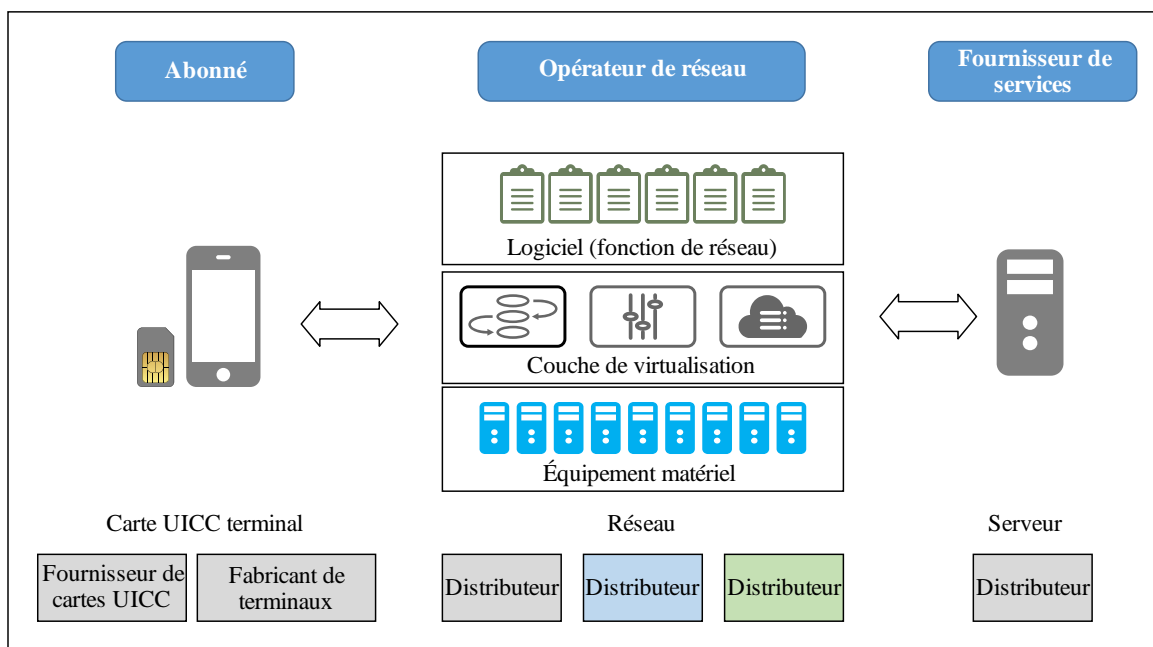 Abonné
Opérateur de réseau
Fournisseur de
services
Logiciel (fonction de réseau)
Couche de virtualisation
Équipement matériel
Carte UICC terminal
Réseau
Serveur
Fournisseur de
cartes UICC
Fabricant de
terminaux
Distributeur
Distributeur
Distributeur
Distributeur